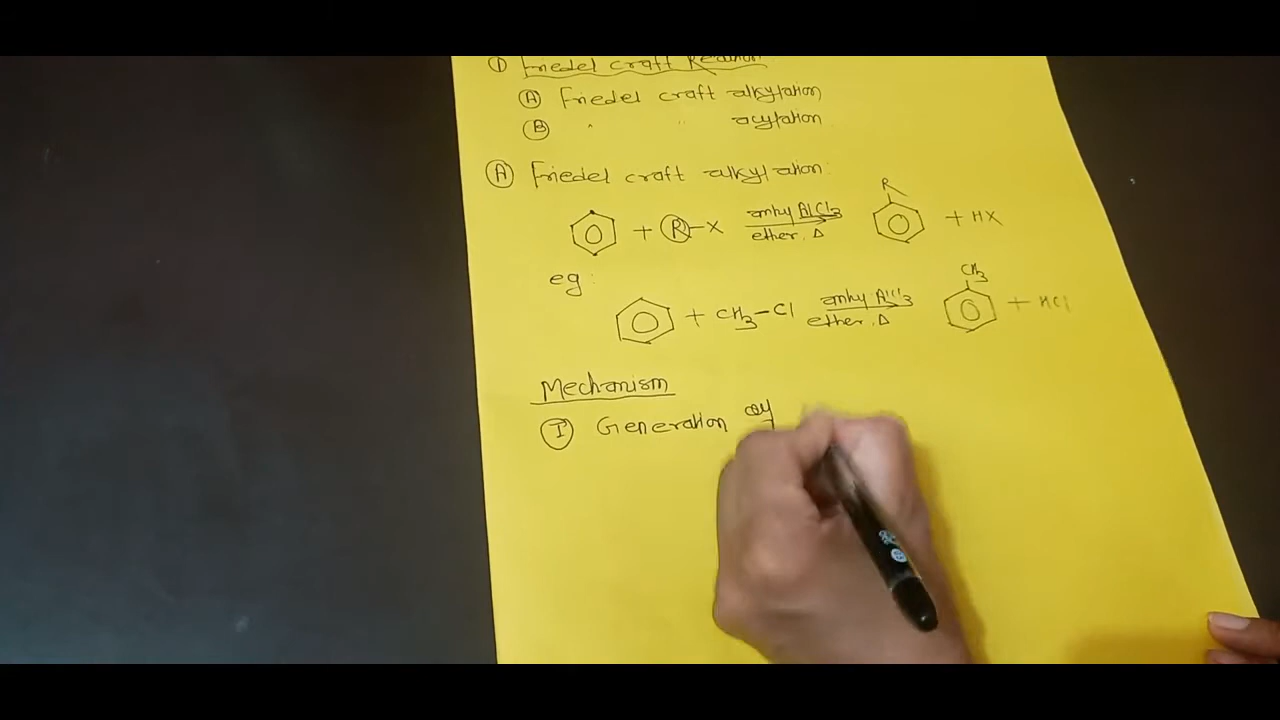 ① Friedel craft Reaction
Ⓐ Friedel craft alkylation
Ⓑ " " acylation
Ⓐ Friedel craft alkylation:
R
+ R-X anhy AlCl3 ether, Δ + HX
eg:
CH3
+ CH3-Cl anhy AlCl3 ether, Δ + HCl
Mechanism
Ⓘ Generation of